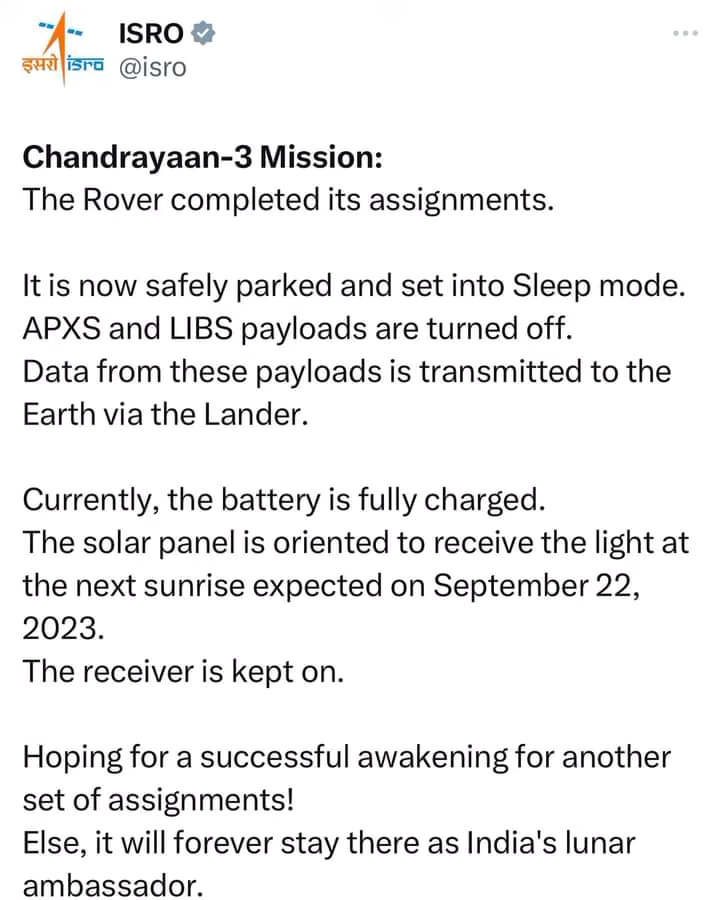 ISRO
इसरो isro @isro
Chandrayaan-3 Mission:
The Rover completed its assignments.
It is now safely parked and set into Sleep mode.
APXS and LIBS payloads are turned off.
Data from these payloads is transmitted to the
Earth via the Lander.
Currently, the battery is fully charged.
The solar panel is oriented to receive the light at
the next sunrise expected on September 22,
2023.
The receiver is kept on.
Hoping for a successful awakening for another
set of assignments!
Else, it will forever stay there as India's lunar
ambassador.